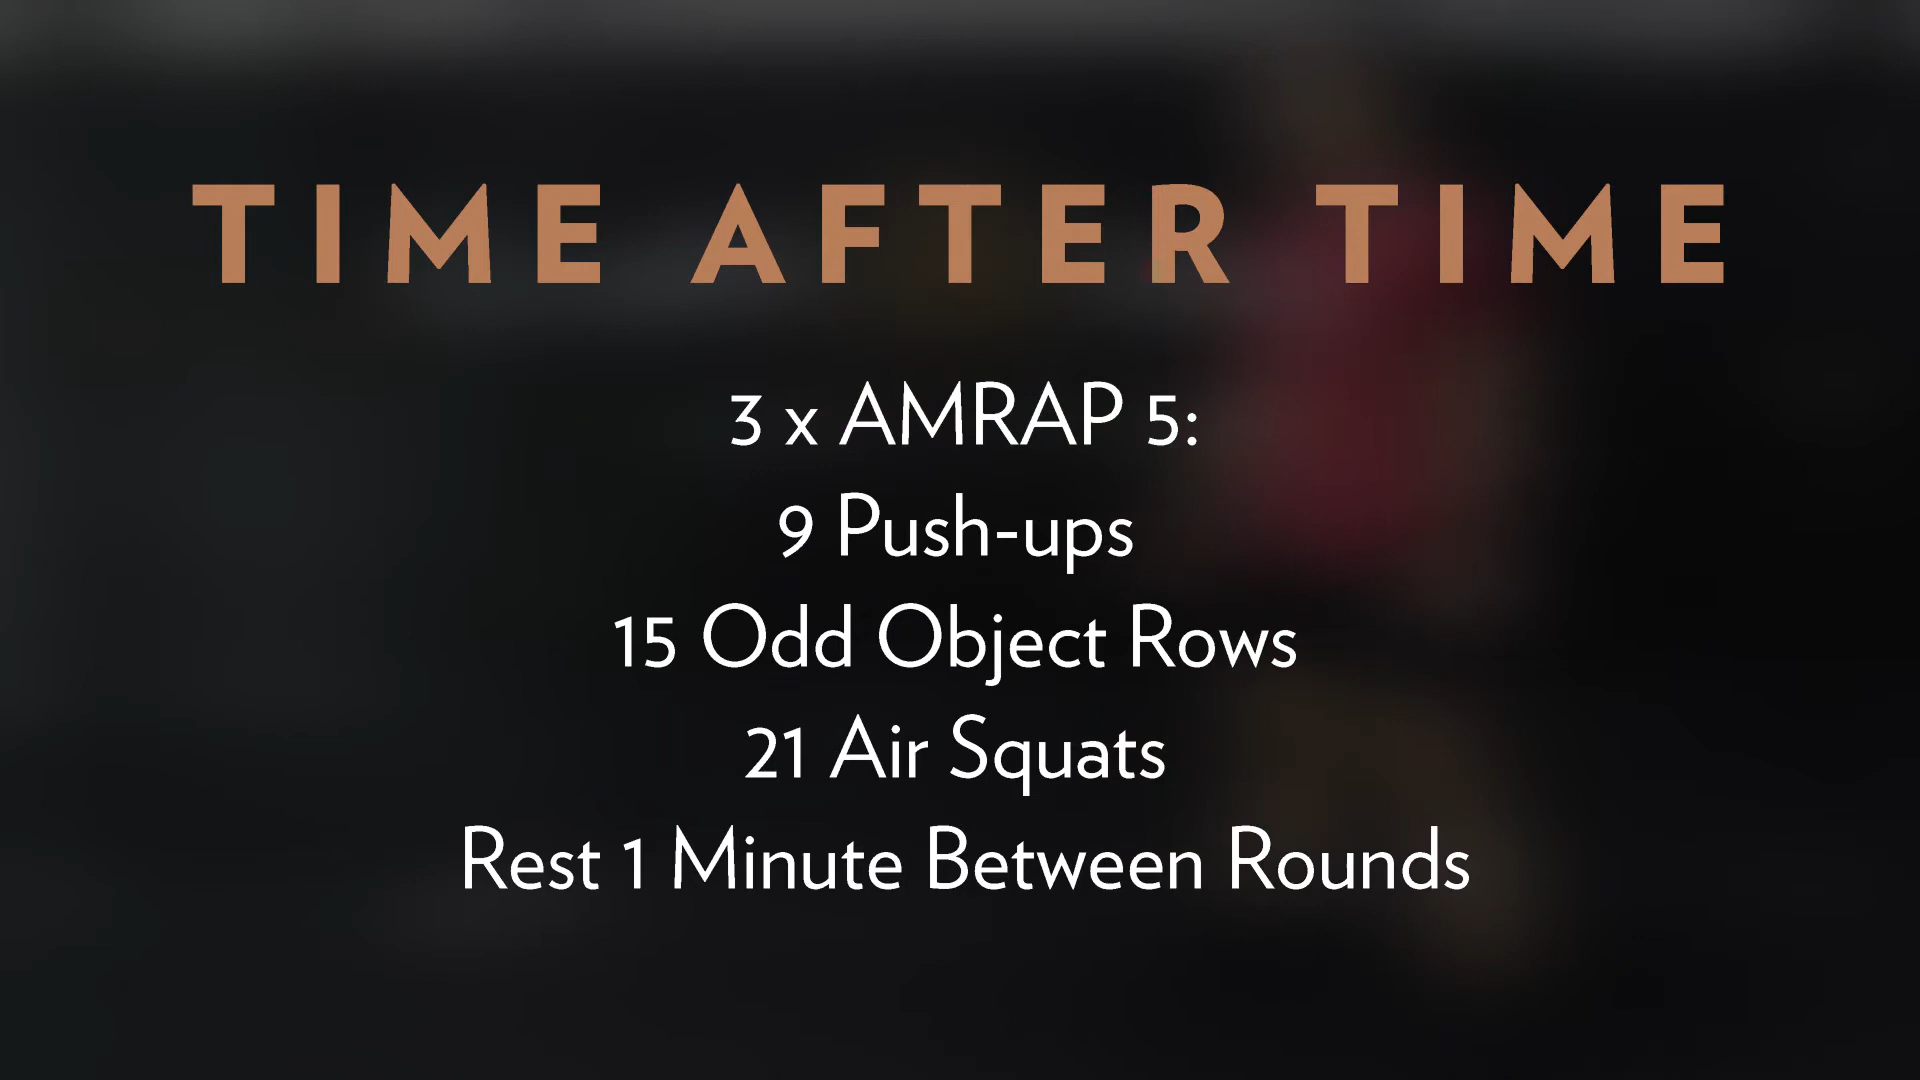 TIME AFTER TIME
3 x AMRAP 5:
9 Push-ups
15 Odd Object Rows
21 Air Squats
Rest 1 Minute Between Rounds